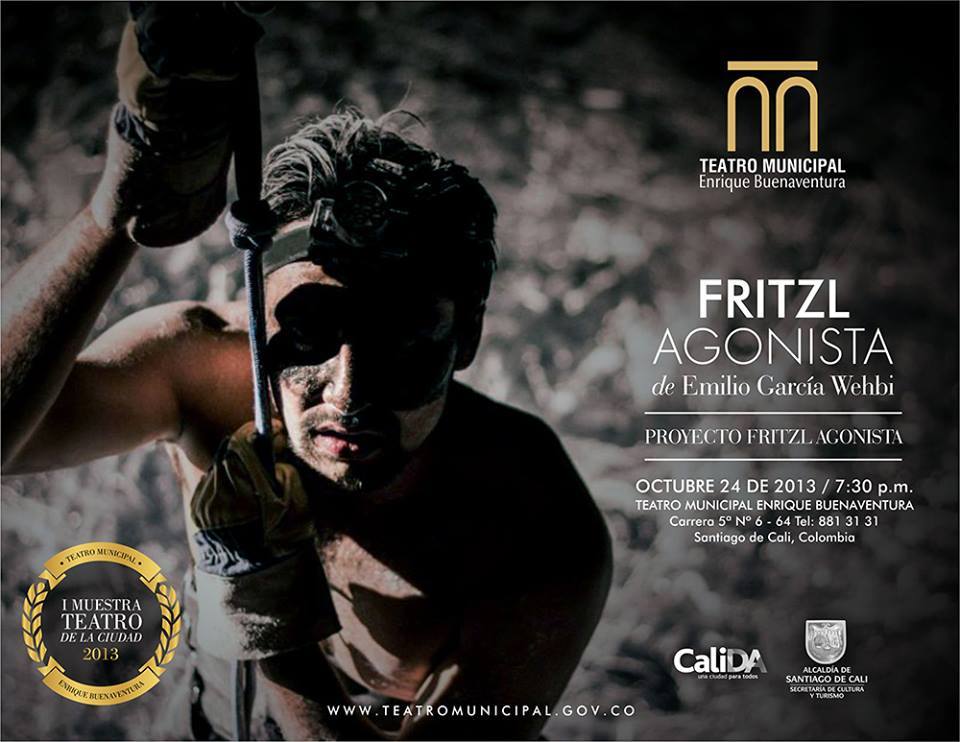 TEATRO MUNICIPAL
Enrique Buenaventura
FRITZL
AGONISTA
de Emilio García Wehbi
PROYECTO FRITZL AGONISTA
OCTUBRE 24 DE 2013 / 7:30 p.m.
TEATRO MUNICIPAL ENRIQUE BUENAVENTURA
Carrera 5ª Nº 6 - 64 Tel: 881 31 31
Santiago de Cali, Colombia
• TEATRO MUNICIPAL •
I MUESTRA
TEATRO
DE LA CIUDAD
2013
ENRIQUE BUENAVENTURA
CaliDA
una ciudad para todos
ALCALDÍA DE
SANTIAGO DE CALI
SECRETARÍA DE CULTURA
Y TURISMO
WWW.TEATROMUNICIPAL.GOV.CO